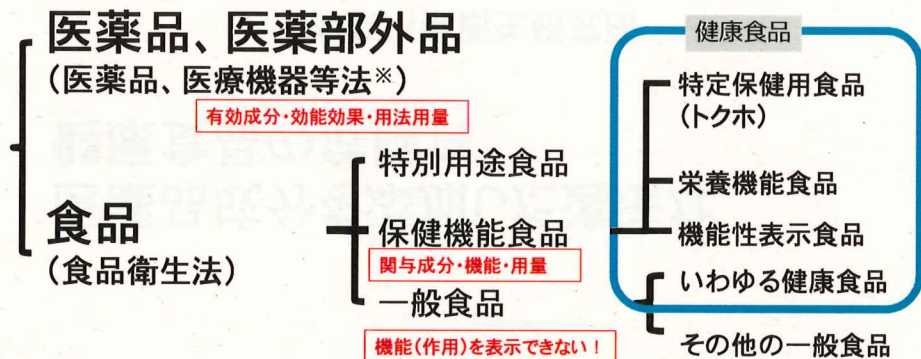 医薬品、医薬部外品
(医薬品、医療機器等法※)
有効成分・効能効果・用法用量
食品
(食品衛生法)
特別用途食品
保健機能食品
関与成分・機能・用量
一般食品
機能(作用)を表示できない!
健康食品
特定保健用食品
(トクホ)
栄養機能食品
機能性表示食品
いわゆる健康食品
その他の一般食品